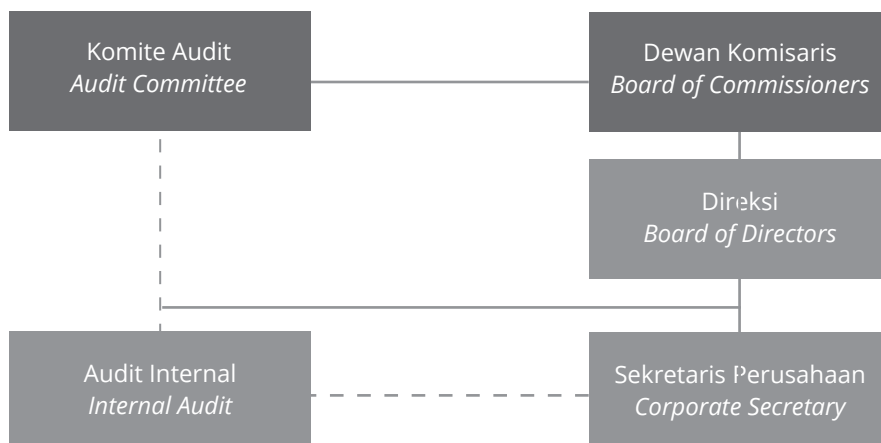 Komite Audit
Audit Committee
Dewan Komisaris
Board of Commissioners
Direksi
Board of Directors
Audit Internal
Internal Audit
Sekretaris Perusahaan
Corporate Secretary